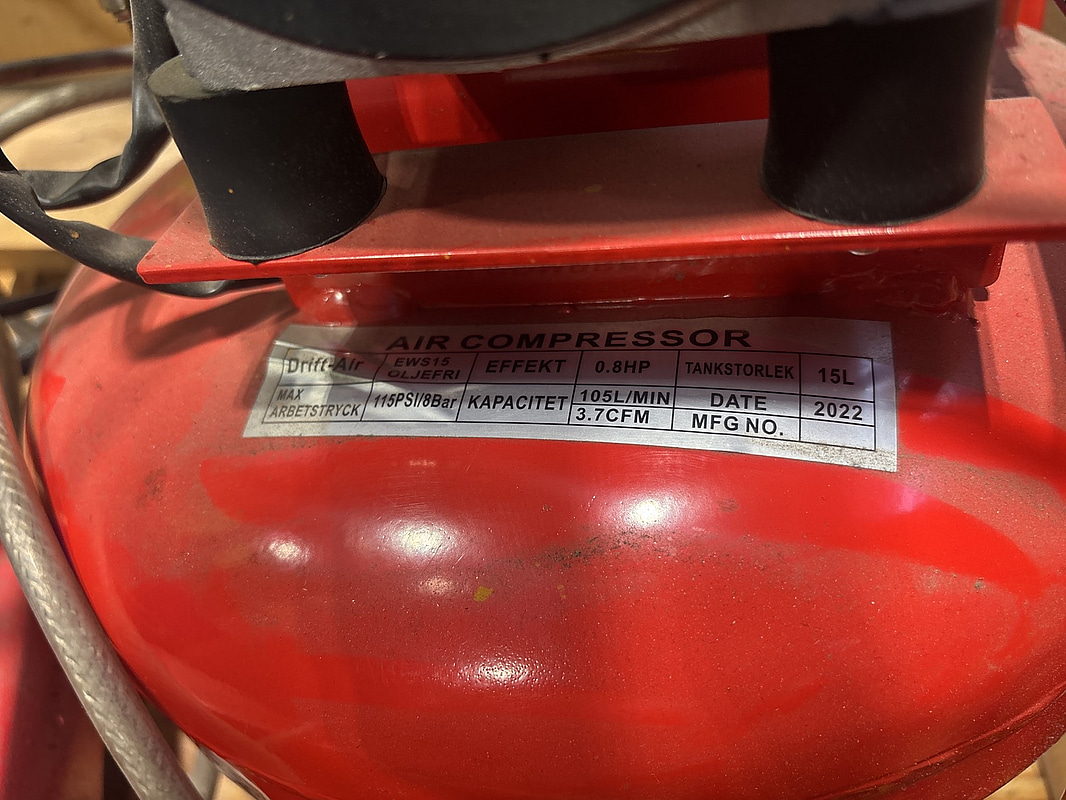 AIR COMPRESSOR
Drift-Air EWS15 OLJEFRI EFFEKT 0.8HP TANKSTORLEK 15L
MAX ARBETSTRYCK 115PSI/8Bar KAPACITET 105L/MIN 3.7CFM DATE 2022
MFG NO.